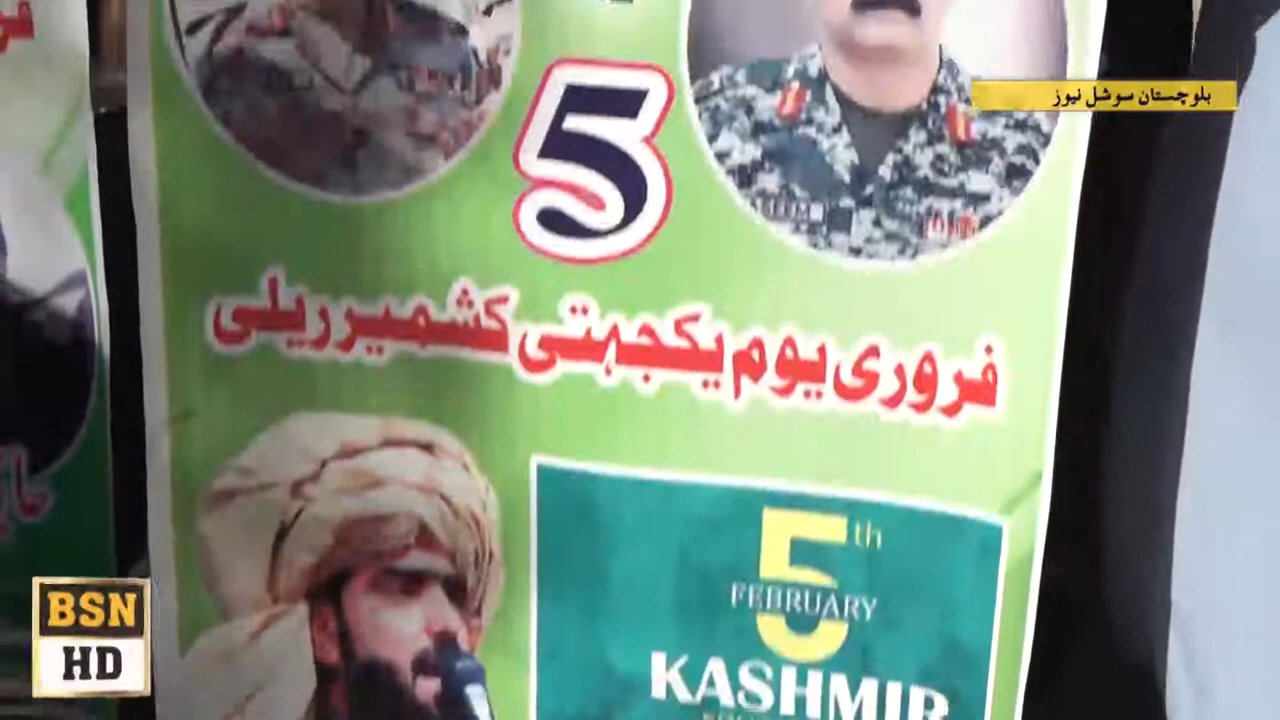 بلوچستان سوشل نیوز
5
فروری یوم یکجہتی کشمیر ریلی
5th
FEBRUARY
KASHMIR
BSN
HD